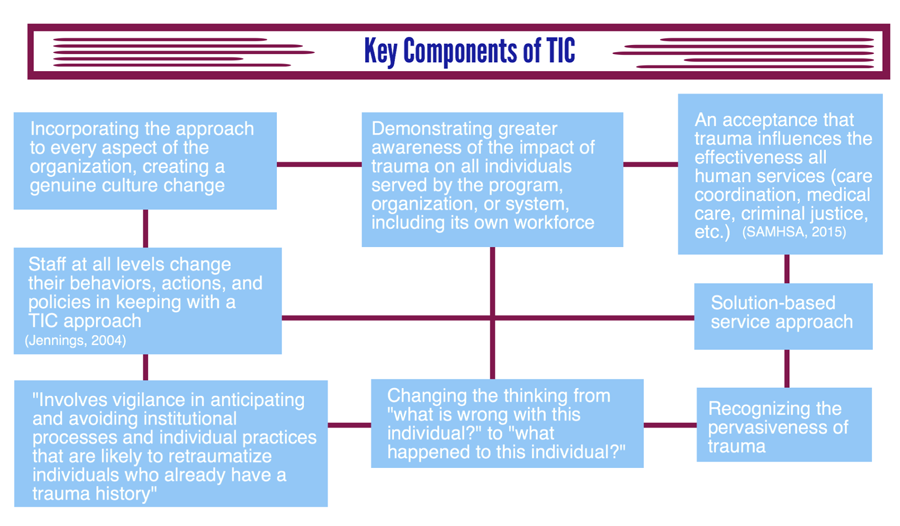 Key Components of TIC
Incorporating the approach
to every aspect of the
organization, creating a
genuine culture change
Demonstrating greater
awareness of the impact of
trauma on all individuals
served by the program,
organization, or system,
including its own workforce
An acceptance that
trauma influences the
effectiveness all
human services (care
coordination, medical
care, criminal justice,
etc.) (SAMHSA, 2015)
Staff at all levels change
their behaviors, actions, and
policies in keeping with a
TIC approach
(Jennings, 2004)
Solution-based
service approach
"Involves vigilance in anticipating
and avoiding institutional
processes and individual practices
that are likely to retraumatize
individuals who already have a
trauma history"
Changing the thinking from
"what is wrong with this
individual?" to "what
happened to this individual?"
Recognizing the
pervasiveness of
trauma